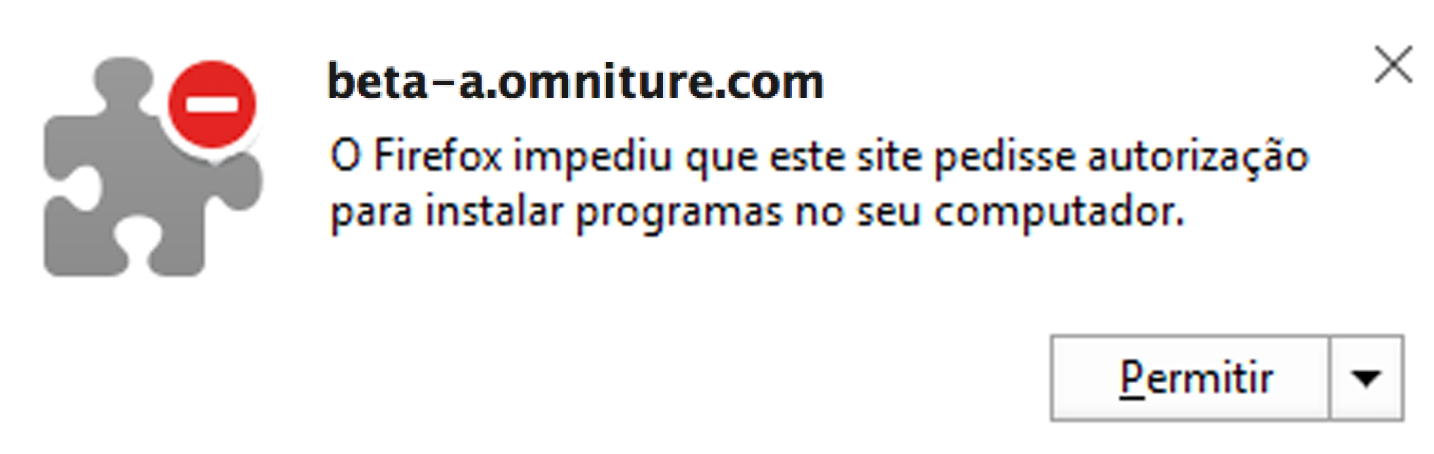 beta-a.omniture.com
O Firefox impediu que este site pedisse autorização
para instalar programas no seu computador.
Permitir